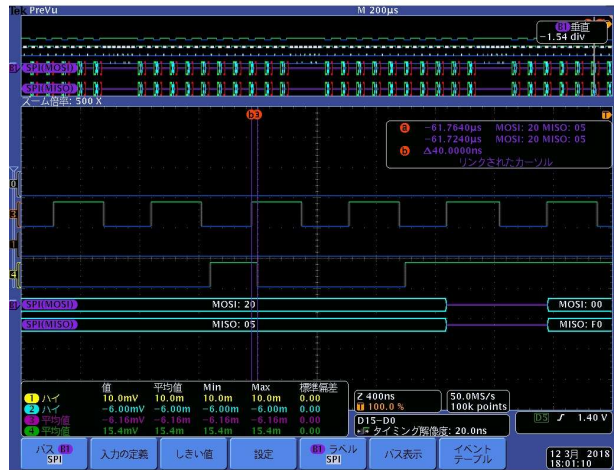 Tek PreVu
M 200µs
B1 垂直
-1.54 div
SPI(MOSI)
SPI(MISO)
ズーム倍率: 500 X
a -61.7640µs MOSI: 20 MISO: 05
b -61.7240µs MOSI: 20 MISO: 05
Δ40.0000ns
リンクされたカーソル
SPI(MOSI) MOSI: 20 MOSI: 00
SPI(MISO) MISO: 05 MISO: F0
値 平均値 Min Max 標準偏差
1 ハイ 10.0mV 10.0m 10.0m 10.0m 0.00
2 ハイ -6.00mV -6.00m -6.00m -6.00m 0.00
3 平均値 -6.16mV -6.16m -6.16m -6.16m 0.00
4 平均値 15.4mV 15.4m 15.4m 15.4m 0.00
Z 400ns
T 100.0 %
50.0MS/s
100k points
D15-D0
タイミング解像度: 20.0ns
D5 1.40 V
バス B1
SPI
入力の定義
しきい値
設定
B1 ラベル
SPI
バス表示
イベント
テーブル
12 3月 2018
18:01:10